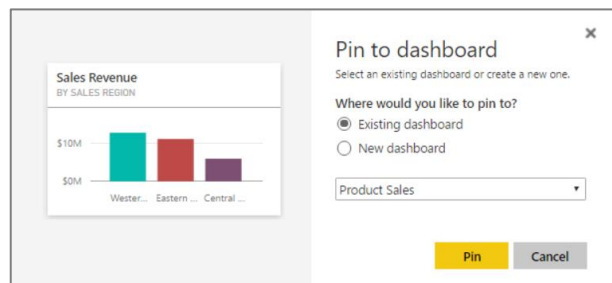 Sales Revenue
BY SALES REGION
$10M
$0M
Wester... Eastern ... Central ...
Pin to dashboard
Select an existing dashboard or create a new one.
Where would you like to pin to?
Existing dashboard
New dashboard
Product Sales
Pin Cancel